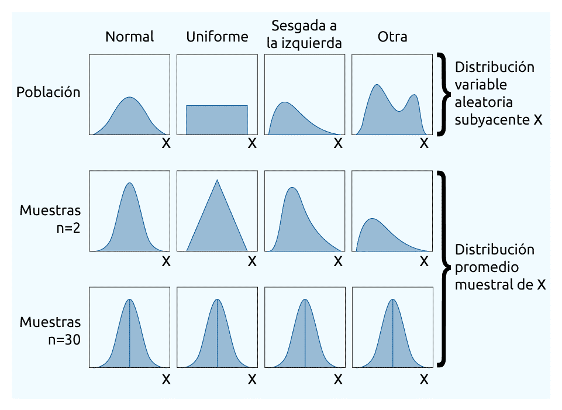 Normal
Uniforme
Sesgada a
la izquierda
Otra
Población
X
X
X
X
Distribución
variable
aleatoria
subyacente X
Muestras
n=2
X
X
X
X
Distribución
promedio
muestral de X
Muestras
n=30
X
X
X
X